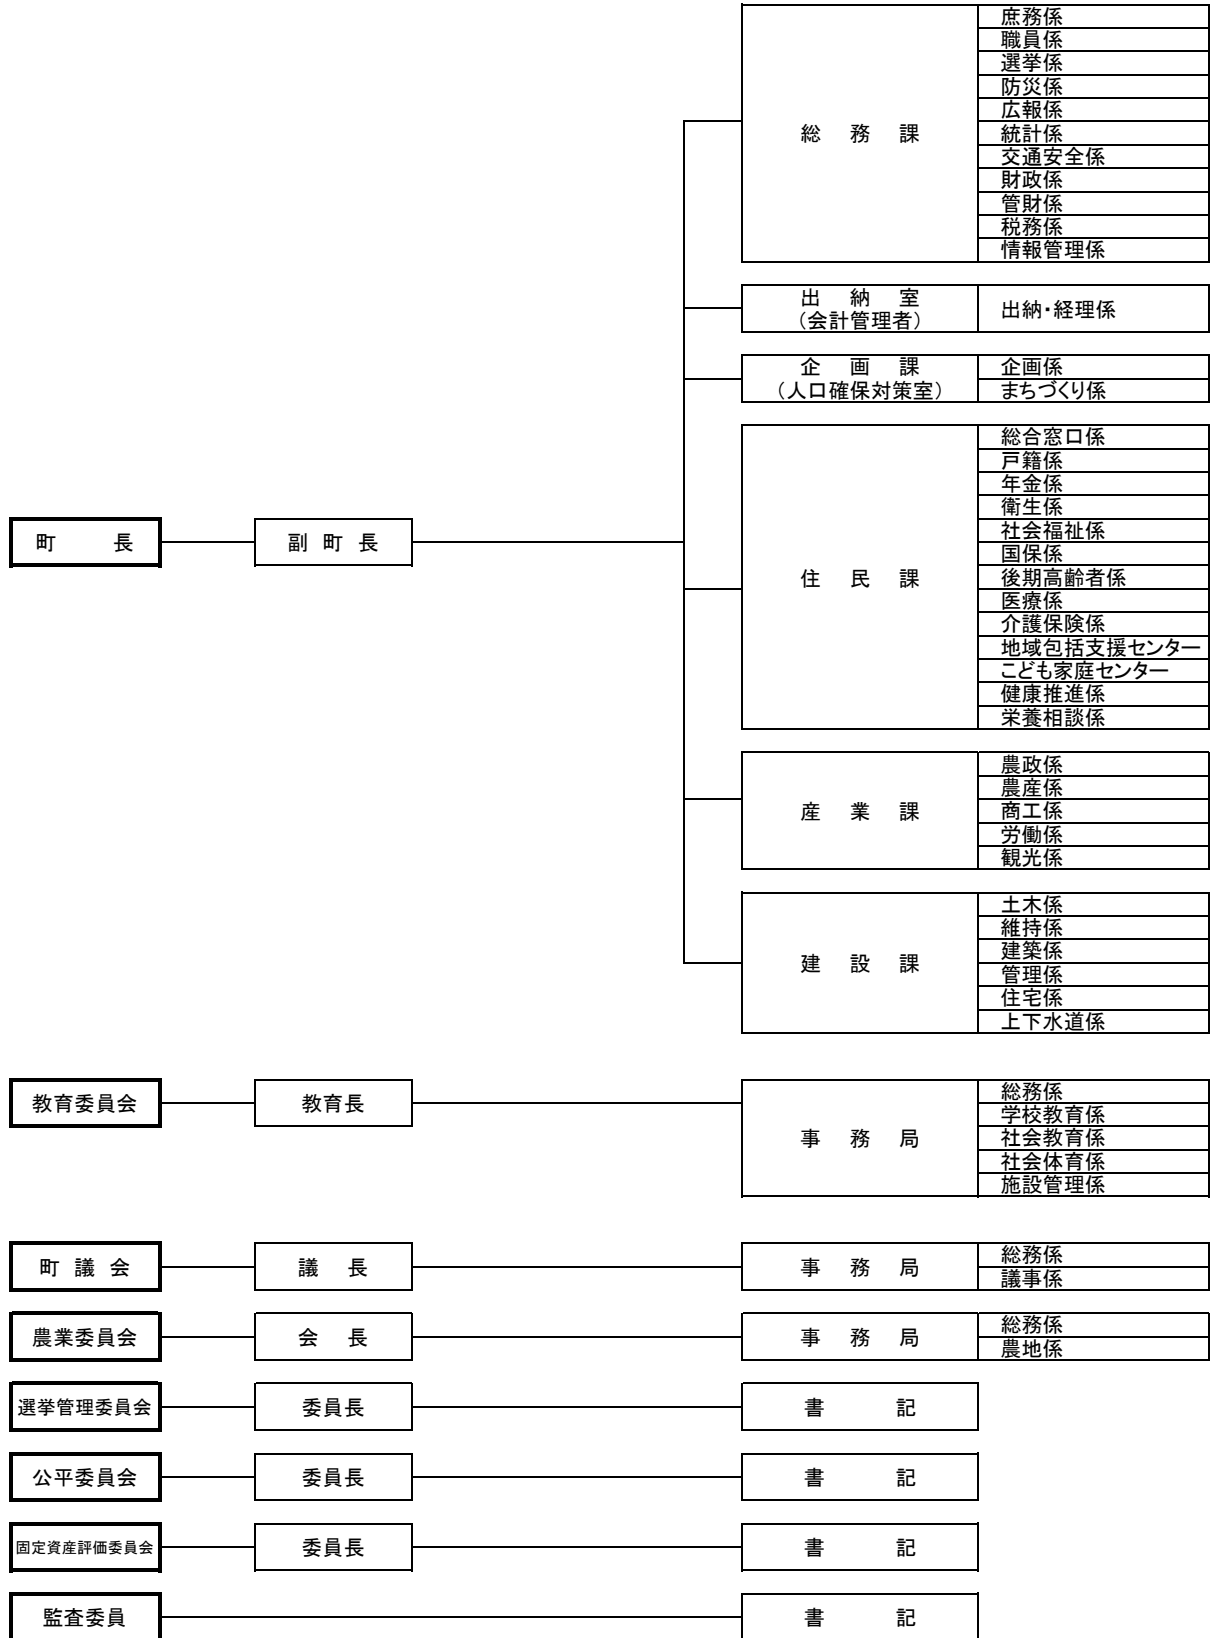 庶務係
職員係
選挙係
防災係
広報係
総務課
統計係
交通安全係
財政係
管財係
税務係
情報管理係
出納室
(会計管理者)
出納・経理係
企画課
(人口確保対策室)
企画係
まちづくり係
町長
副町長
住民課
総合窓口係
戸籍係
年金係
衛生係
社会福祉係
国保係
後期高齢者係
医療係
介護保険係
地域包括支援センター
こども家庭センター
健康推進係
栄養相談係
産業課
農政係
農産係
商工係
労働係
観光係
建設課
土木係
維持係
建築係
管理係
住宅係
上下水道係
教育委員会
教育長
事務局
総務係
学校教育係
社会教育係
社会体育係
施設管理係
町議会
議長
事務局
総務係
議事係
農業委員会
会長
事務局
総務係
農地係
選挙管理委員会
委員長
書記
公平委員会
委員長
書記
固定資産評価委員会
委員長
書記
監査委員
書記